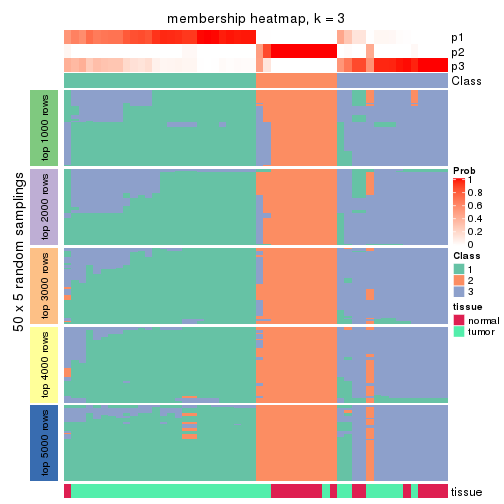 membership heatmap, k = 3
p1
p2
p3
Class
50 x 5 random samplings
top 1000 rows
top 2000 rows
top 3000 rows
top 4000 rows
top 5000 rows
Prob
1
0.8
0.6
0.4
0.2
0
Class
1
2
3
tissue
normal
tumor
tissue